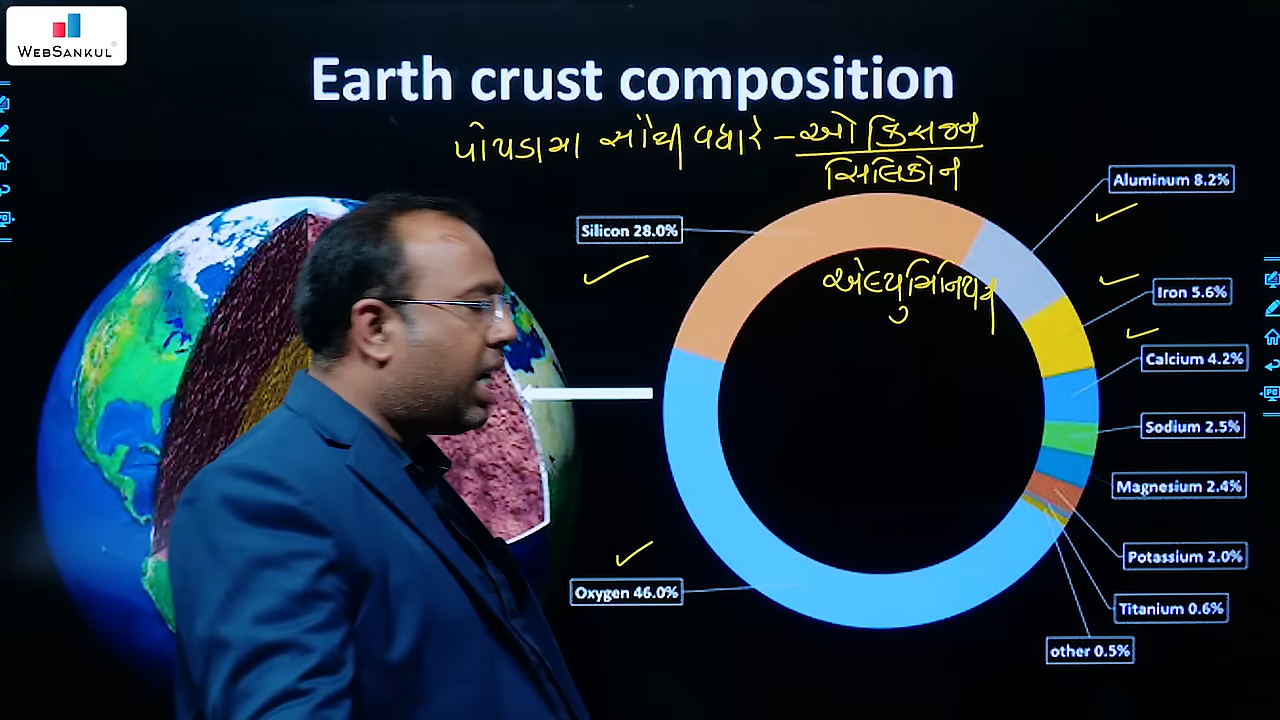 WEBSANKUL
Earth crust composition
પોપડામા સૌથી વધારે - ઓક્સિજન
સિલિકોન
Aluminum 8.2%
Silicon 28.0%
એલ્યુમિનિયમ
Iron 5.6%
Calcium 4.2%
Sodium 2.5%
Magnesium 2.4%
Potassium 2.0%
Oxygen 46.0%
Titanium 0.6%
other 0.5%